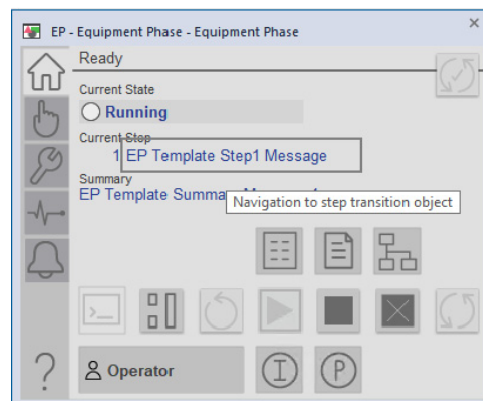 EP - Equipment Phase - Equipment Phase
Ready
Current State
Running
Current Step
1 EP Template Step1 Message
Summary
EP Template Summary
Navigation to step transition object
Operator
I
P
?